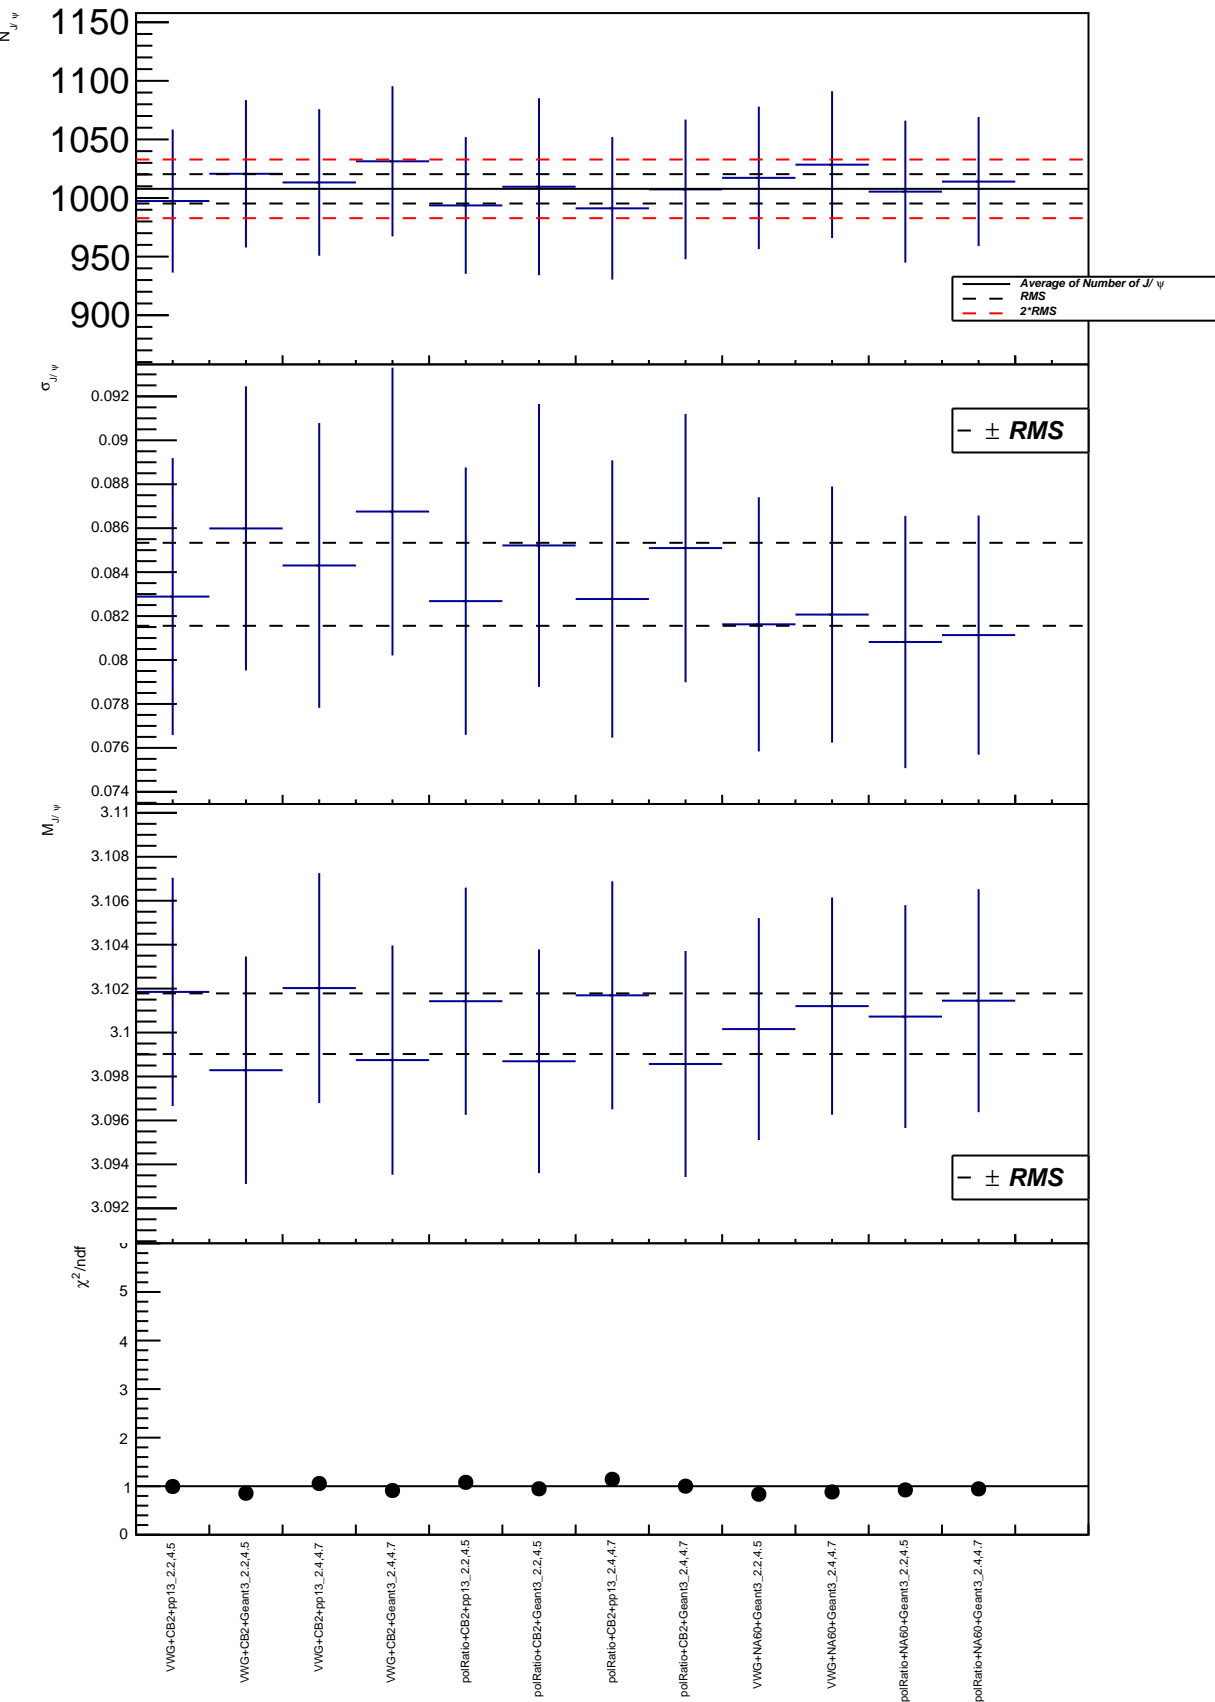 N J/ψ
1150
1100
1050
1000
950
900
Average of Number of J/ ψ
RMS
2*RMS
σ J/ψ
0.092
0.09
0.088
0.086
0.084
0.082
0.08
0.078
0.076
0.074
± RMS
M J/ψ
3.11
3.108
3.106
3.104
3.102
3.1
3.098
3.096
3.094
3.092
± RMS
χ²/ndf
6
5
4
3
2
1
0
VWG+CB2+pp13_2.2,4.5
VWG+CB2+Geant3_2.2,4.5
VWG+CB2+pp13_2.4,4.7
VWG+CB2+Geant3_2.4,4.7
polRatio+CB2+pp13_2.2,4.5
polRatio+CB2+Geant3_2.2,4.5
polRatio+CB2+pp13_2.4,4.7
polRatio+CB2+Geant3_2.4,4.7
VWG+NA60+Geant3_2.2,4.5
VWG+NA60+Geant3_2.4,4.7
polRatio+NA60+Geant3_2.2,4.5
polRatio+NA60+Geant3_2.4,4.7